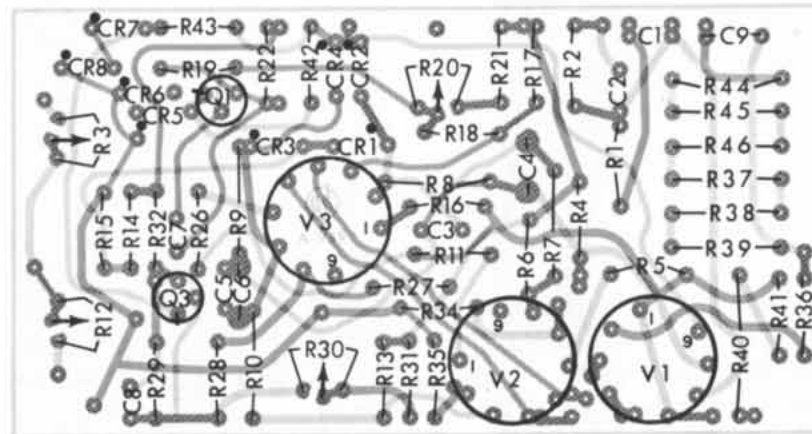 CR7 R43 R22 R42 CR4 CR2 R21 R17 R2 C1 C9
CR8 R19 R20 R44
CR6 Q1 C2 R45
CR5 R3 R18 R1 R46
CR3 CR1 C4
R8 R37
R15 R14 R32 C7 R26 R9 V3 1 R16 R4 R38
C3 R11 R6 R7 R39
9 R5
Q3 C5 C6 R27 R41 R36
R12 R34 9 1 9
R29 R28 R10 R30 R13 R31 R35 R40
1 V2 V1
C8